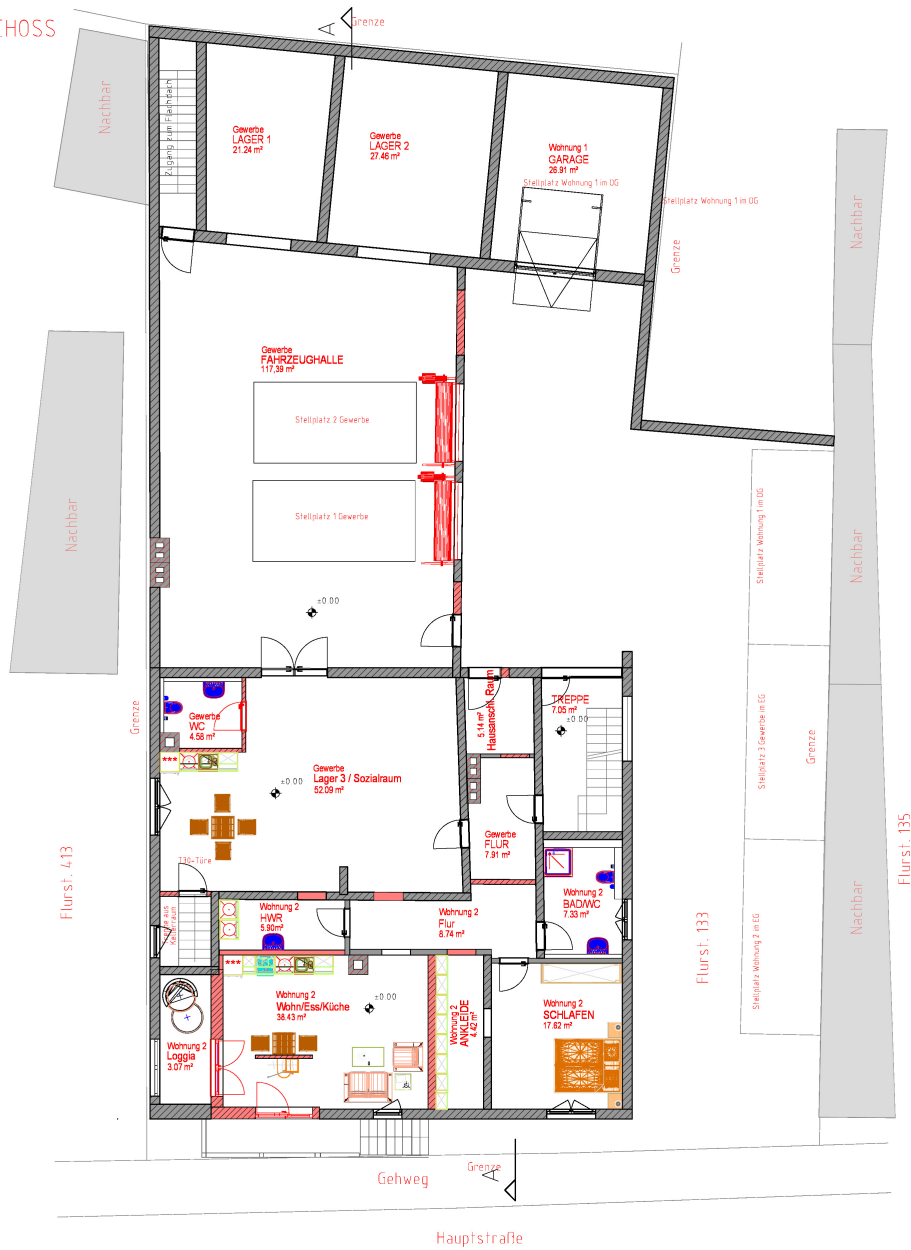 CHOSS
A
Grenze
Nachbar
Zugang zum Flachdach
Gewerbe
LAGER 1
21.24 m²
Gewerbe
LAGER 2
27.46 m²
Wohnung 1
GARAGE
26.91 m²
Stellplatz Wohnung 1 im OG
Stellplatz Wohnung 1 im OG
Nachbar
Grenze
Gewerbe
FAHRZEUGHALLE
117,39 m²
Stellplatz 2 Gewerbe
Stellplatz 1 Gewerbe
Nachbar
Nachbar
Stellplatz Wohnung 1 im OG
±0.00
Grenze
Gewerbe
WC
4.58 m²
Hausanschl. Raum
5.14 m²
TREPPE
7.05 m²
±0.00
Stellplatz 3 Gewerbe im EG
Grenze
***
Gewerbe
Lager 3 / Sozialraum
52.09 m²
±0.00
Gewerbe
FLUR
7.91 m²
Flurst. 413
Flurst. 135
T30-Türe
Treppe aus
Kellerraum
Wohnung 2
HWR
5.90m²
Wohnung 2
Flur
8.74 m²
Wohnung 2
BAD/WC
7.33 m²
Nachbar
Flurst. 133
Stellplatz Wohnung 2 im EG
***
Wohnung 2
Wohn/Ess/Küche
38.43 m²
±0.00
Wohnung 2
ANKLEIDE
4.42 m²
Wohnung 2
SCHLAFEN
17.62 m²
Wohnung 2
Loggia
3.07 m²
Grenze
A
Gehweg
Hauptstraße